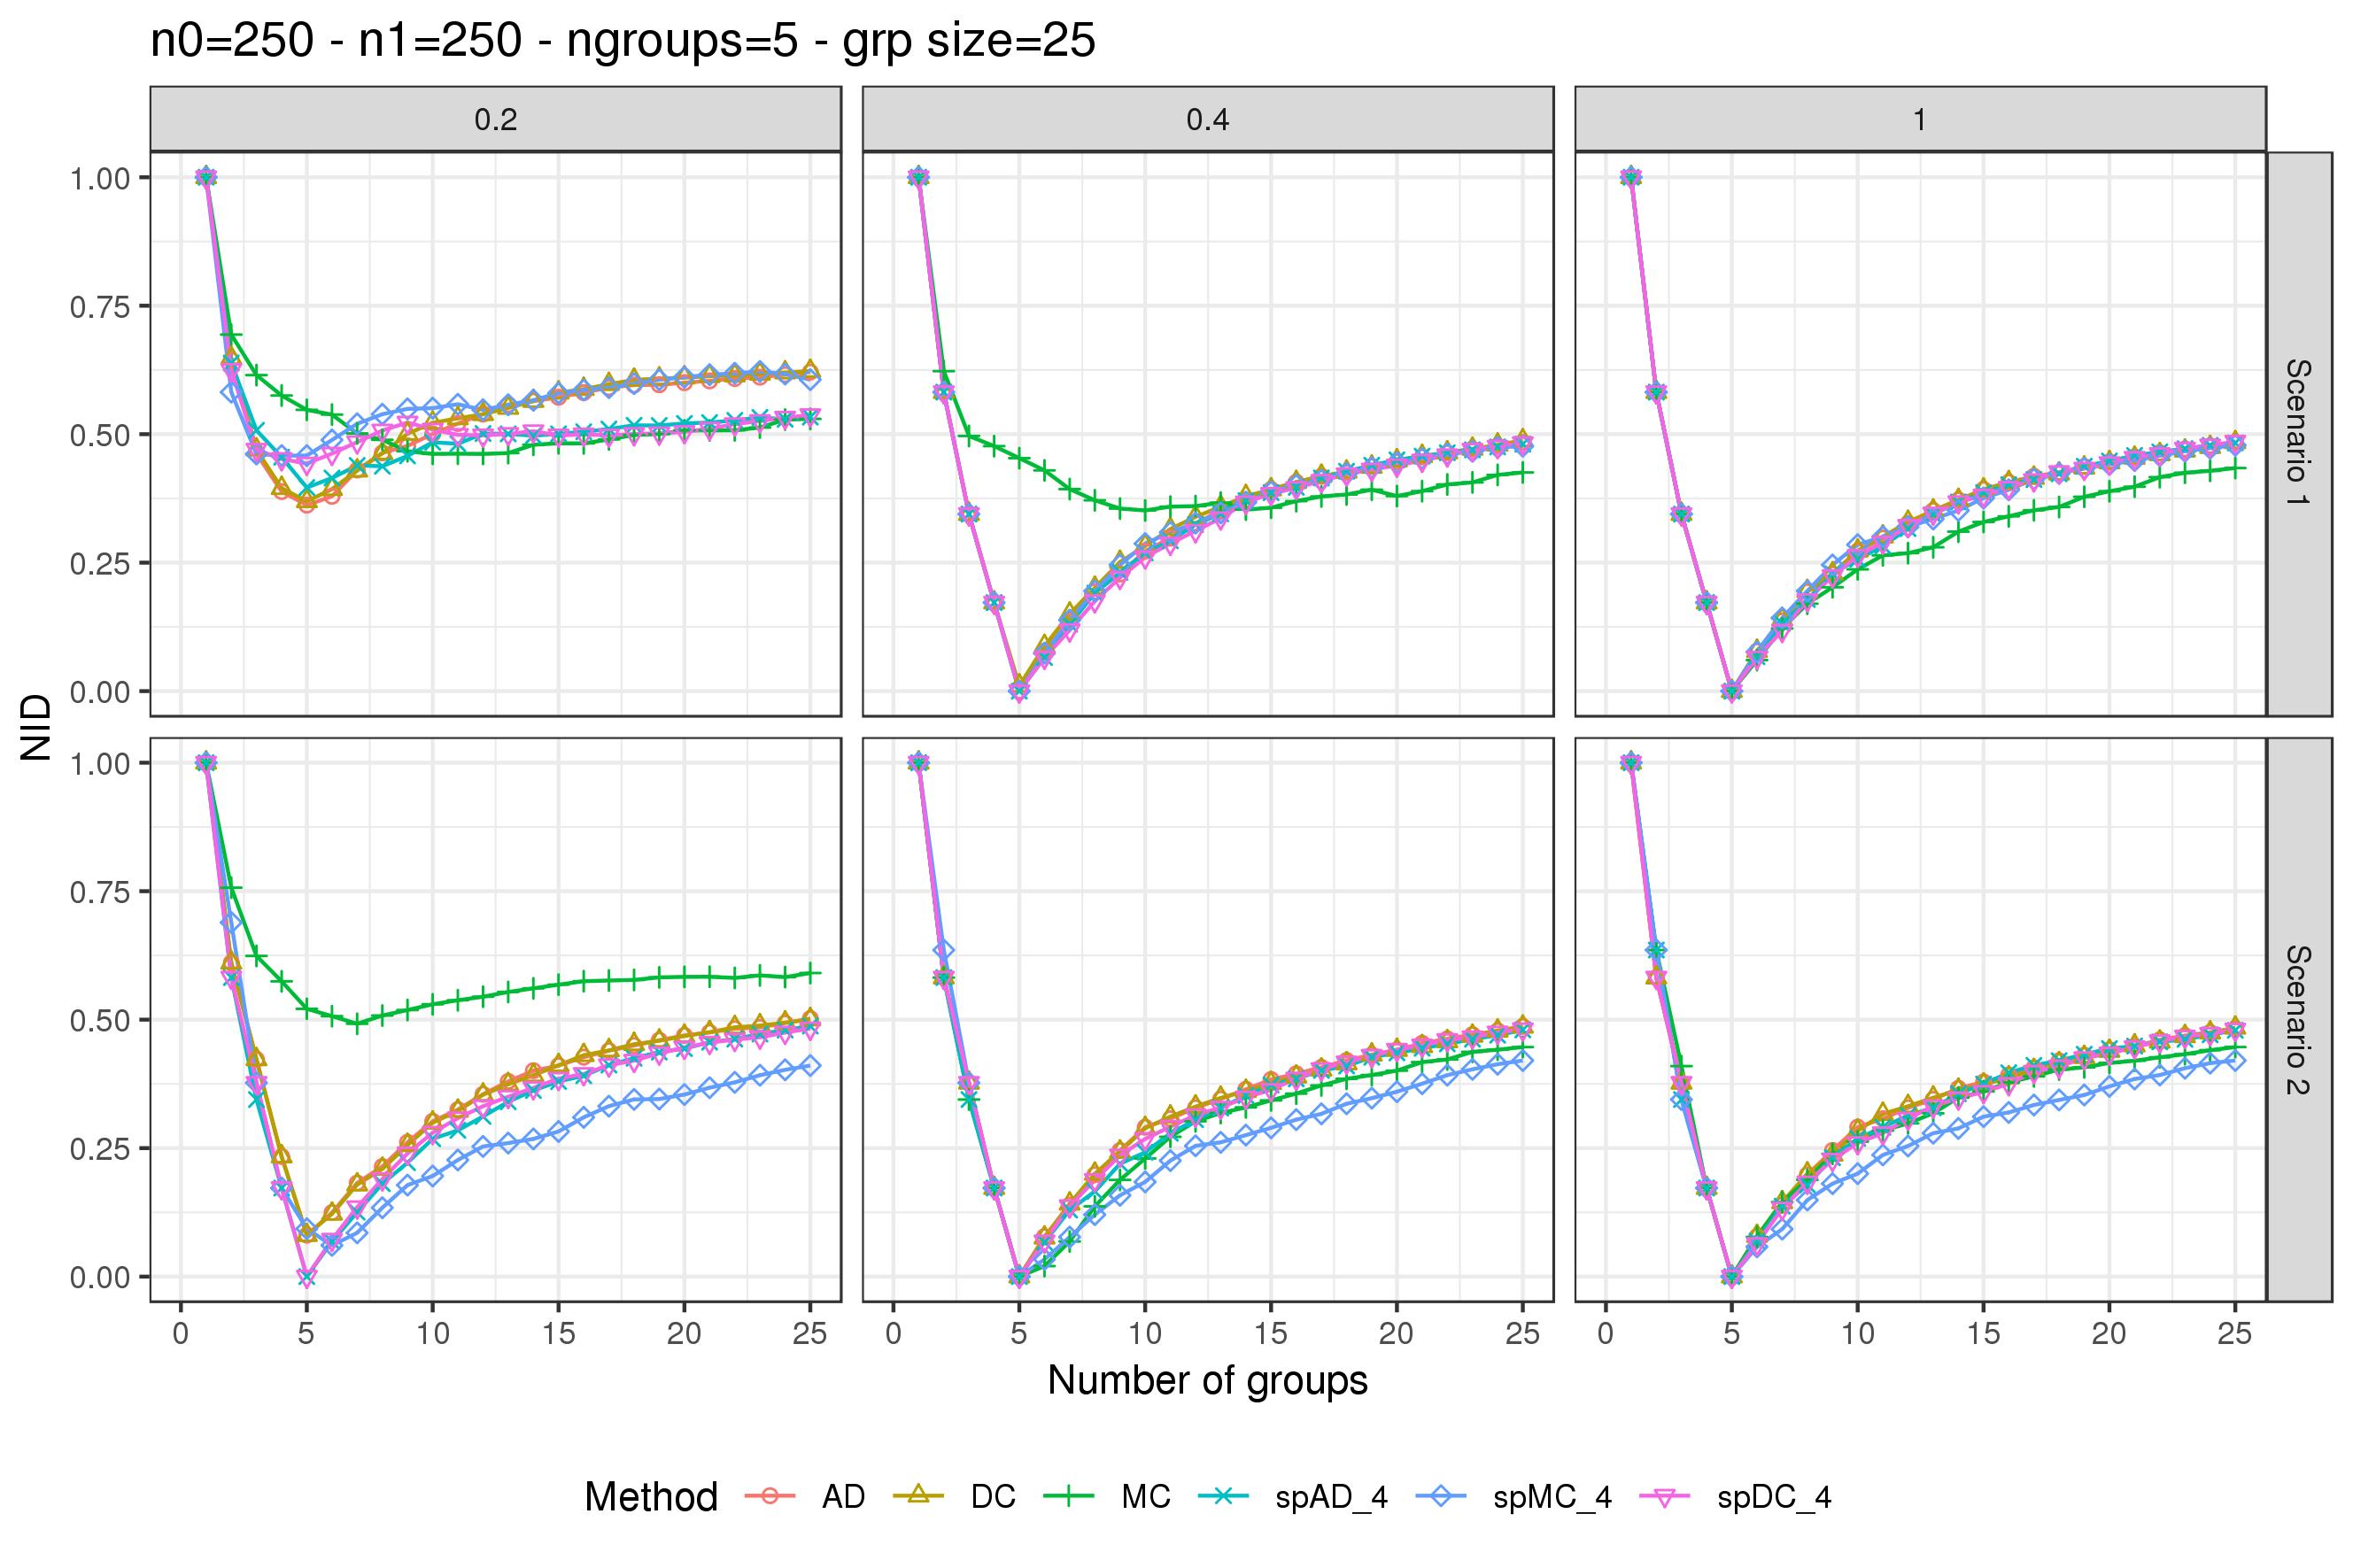 n0=250 - n1=250 - ngroups=5 - grp size=25
0.2 0.4 1
1.00
0.75
0.50
0.25
0.00
Scenario 1
NID
1.00
0.75
0.50
0.25
0.00
Scenario 2
0 5 10 15 20 25 0 5 10 15 20 25 0 5 10 15 20 25
Number of groups
Method AD DC MC spAD_4 spMC_4 spDC_4